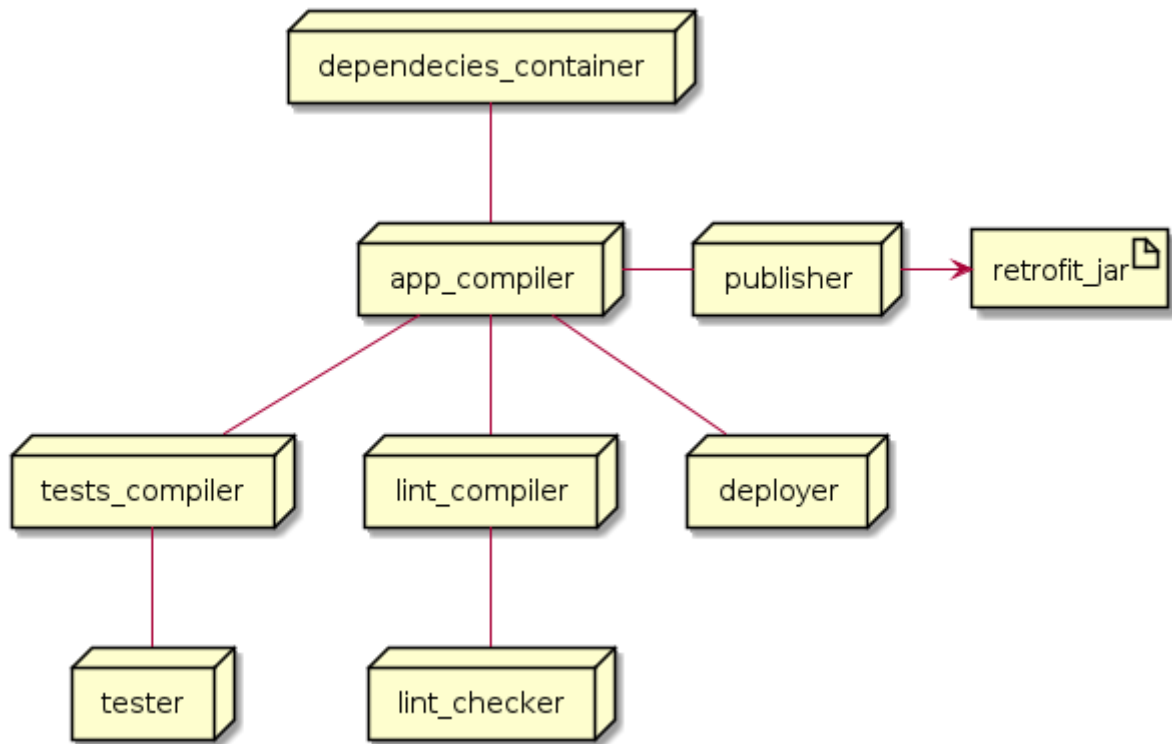 dependecies_container
app_compiler
publisher
retrofit_jar
tests_compiler
lint_compiler
deployer
tester
lint_checker